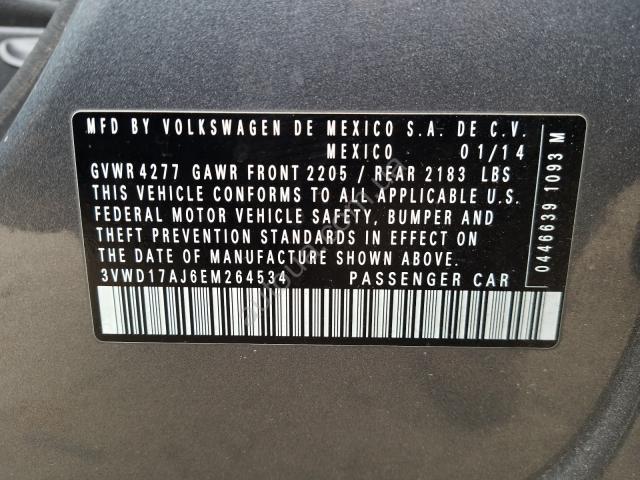 MFD BY VOLKSWAGEN DE MEXICO S.A. DE C.V.
MEXICO 01/14
GVWR 4277 GAWR FRONT 2205 / REAR 2183 LBS
THIS VEHICLE CONFORMS TO ALL APPLICABLE U.S.
FEDERAL MOTOR VEHICLE SAFETY, BUMPER AND
THEFT PREVENTION STANDARDS IN EFFECT ON
THE DATE OF MANUFACTURE SHOWN ABOVE.
3VWD17AJ6EM264534 PASSENGER CAR
0446639 1093 M